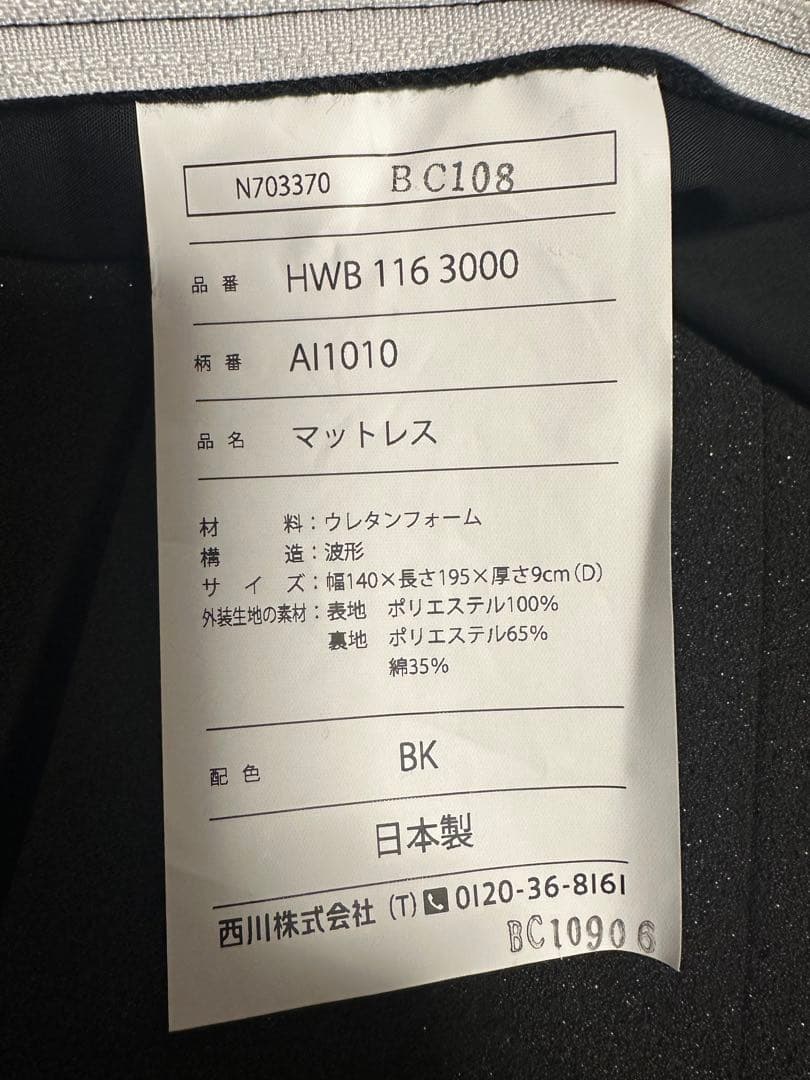 N703370 BC108
品番 HWB 116 3000
柄番 AI1010
品名 マットレス
材料：ウレタンフォーム
構造：波形
サイズ：幅140×長さ195×厚さ9cm（D）
外装生地の素材：表地 ポリエステル100%
裏地 ポリエステル65%
綿35%
配色 BK
日本製
西川株式会社 (T) 0120-36-8161
BC10906